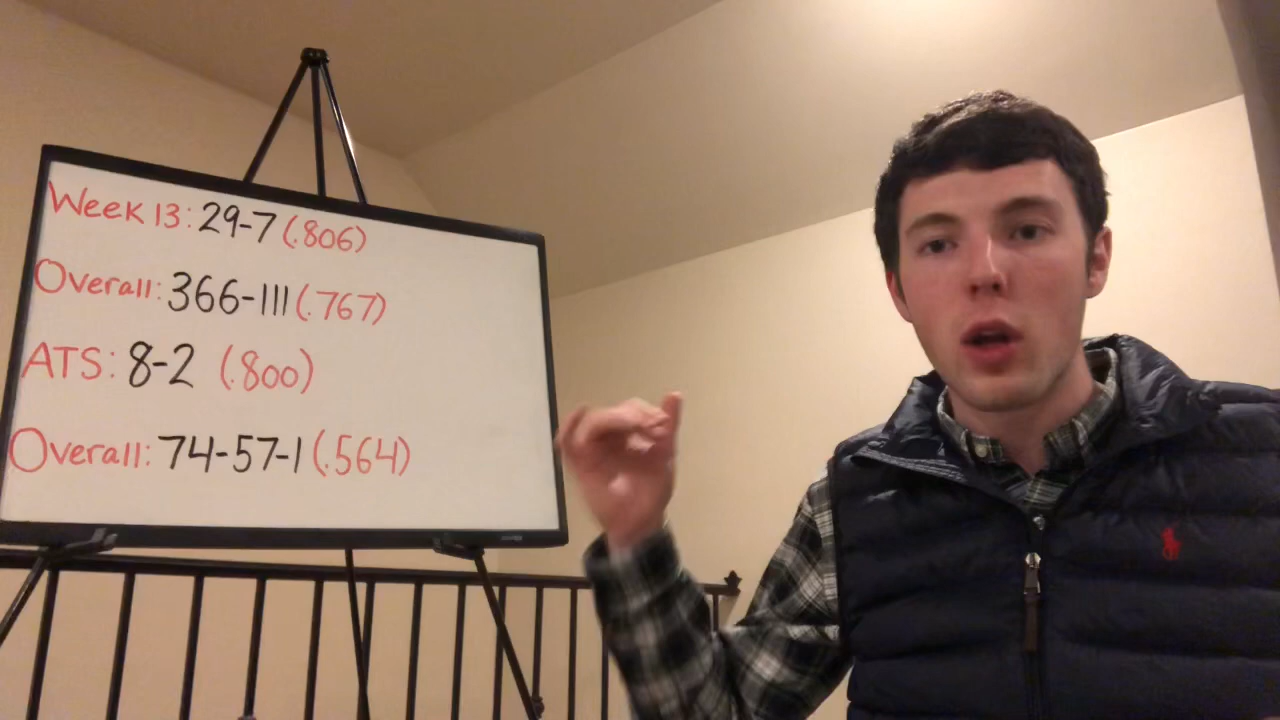 Week 13: 29-7 (.806)
Overall: 366-111 (.767)
ATS: 8-2 (.800)
Overall: 74-57-1 (.564)